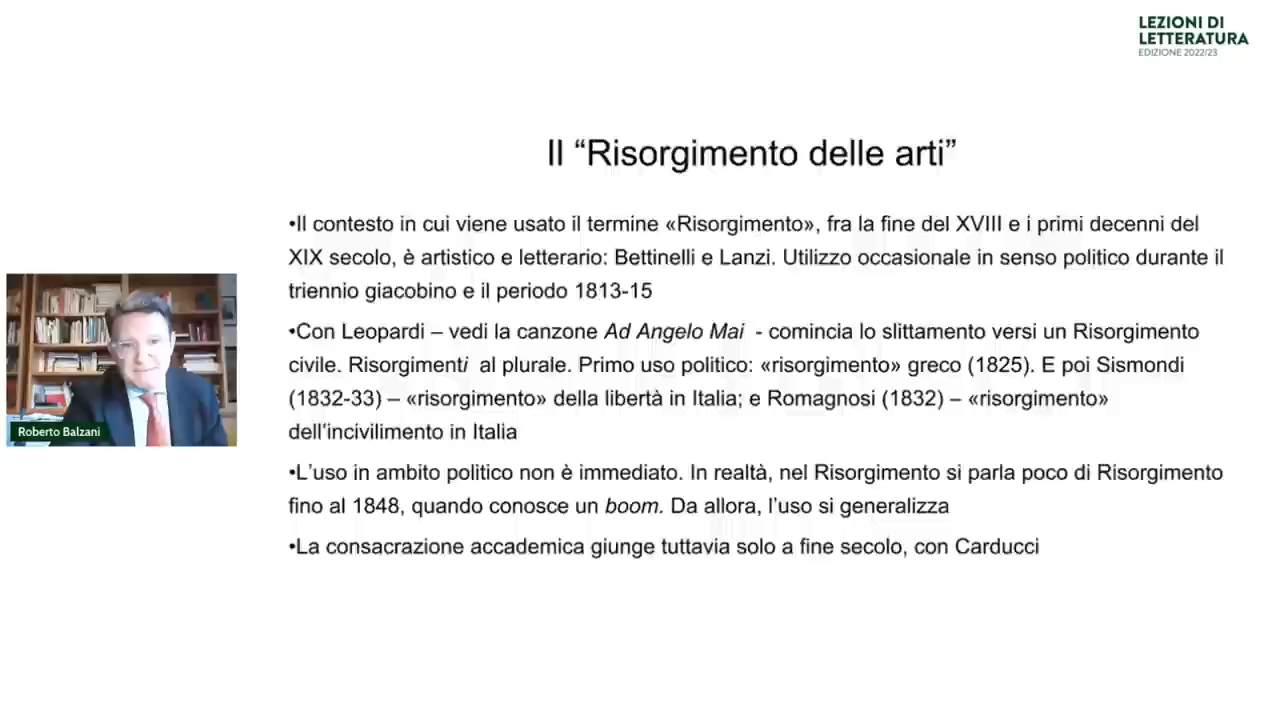 LEZIONI DI
LETTERATURA
EDIZIONE 2022/23
Il “Risorgimento delle arti”
•Il contesto in cui viene usato il termine «Risorgimento», fra la fine del XVIII e i primi decenni del
XIX secolo, è artistico e letterario: Bettinelli e Lanzi. Utilizzo occasionale in senso politico durante il
triennio giacobino e il periodo 1813-15
•Con Leopardi – vedi la canzone Ad Angelo Mai - comincia lo slittamento versi un Risorgimento
civile. Risorgimenti al plurale. Primo uso politico: «risorgimento» greco (1825). E poi Sismondi
(1832-33) – «risorgimento» della libertà in Italia; e Romagnosi (1832) – «risorgimento»
dell’incivilimento in Italia
•L’uso in ambito politico non è immediato. In realtà, nel Risorgimento si parla poco di Risorgimento
fino al 1848, quando conosce un boom. Da allora, l’uso si generalizza
•La consacrazione accademica giunge tuttavia solo a fine secolo, con Carducci
Roberto Balzani